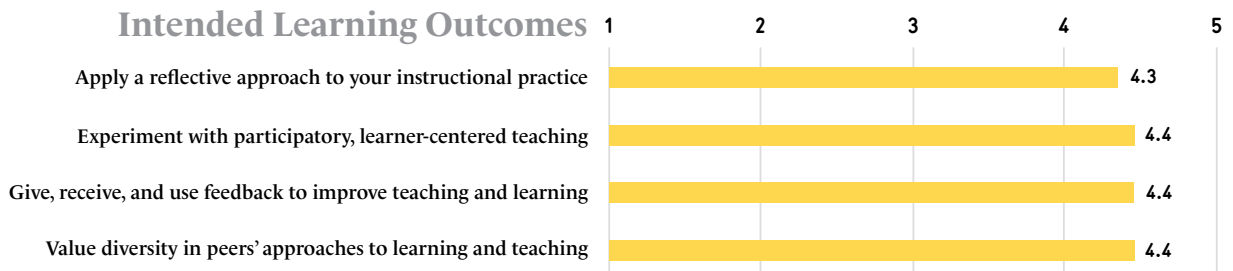 Intended Learning Outcomes 1 2 3 4 5
Apply a reflective approach to your instructional practice 4.3
Experiment with participatory, learner-centered teaching 4.4
Give, receive, and use feedback to improve teaching and learning 4.4
Value diversity in peers’ approaches to learning and teaching 4.4